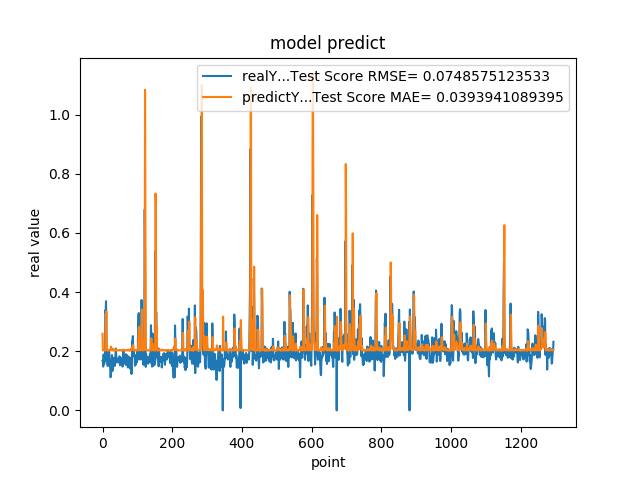 model predict
realY...Test Score RMSE= 0.0748575123533
predictY...Test Score MAE= 0.0393941089395
real value
1.0
0.8
0.6
0.4
0.2
0.0
0 200 400 600 800 1000 1200
point